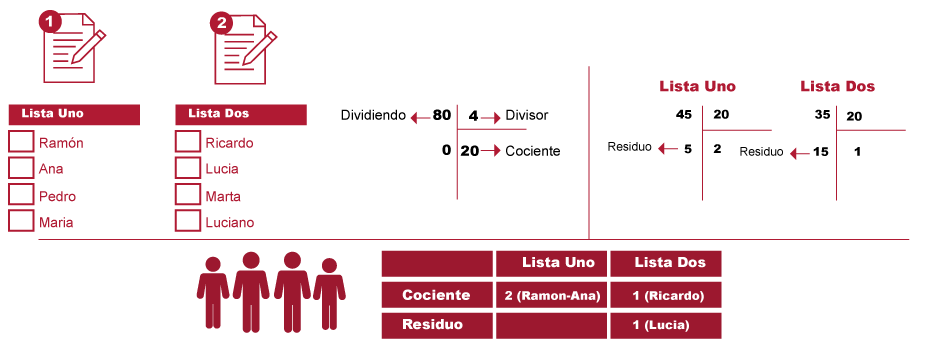 1
2
Lista Uno
Ramón
Ana
Pedro
Maria
Lista Dos
Ricardo
Lucia
Marta
Luciano
Dividiendo 80 4 Divisor
0 20 Cociente
Lista Uno
45 20
Residuo 5 2
Lista Dos
35 20
Residuo 15 1
Lista Uno Lista Dos
Cociente 2 (Ramon-Ana) 1 (Ricardo)
Residuo 1 (Lucia)